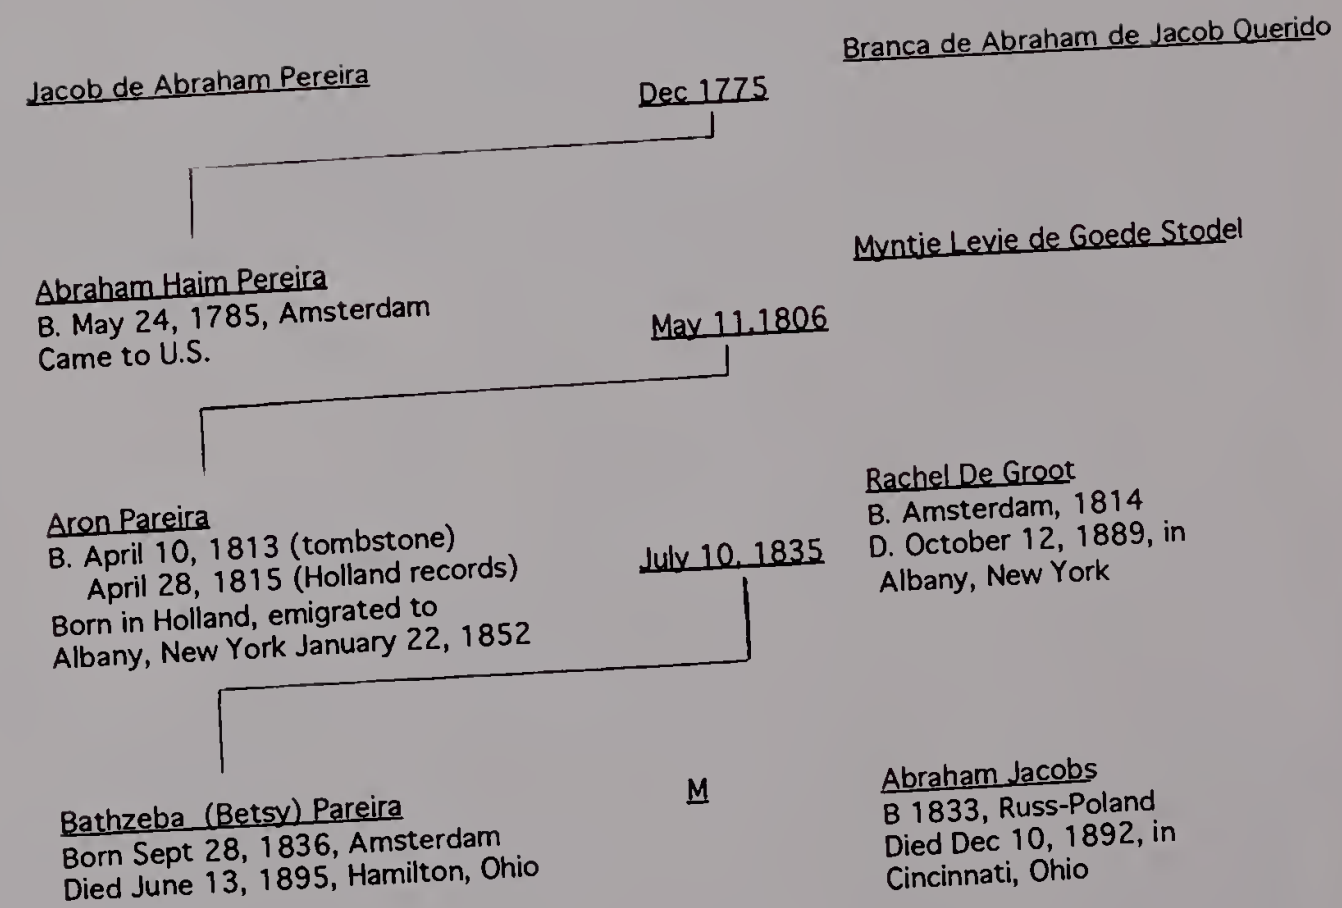 Jacob de Abraham Pereira
Dec 1775
Branca de Abraham de Jacob Querido
Abraham Haim Pereira
B. May 24, 1785, Amsterdam
Came to U.S.
May 11,1806
Myntje Levie de Goede Stodel
Aron Pareira
B. April 10, 1813 (tombstone)
April 28, 1815 (Holland records)
Born in Holland, emigrated to
Albany, New York January 22, 1852
July 10, 1835
Rachel De Groot
B. Amsterdam, 1814
D. October 12, 1889, in
Albany, New York
Bathzeba (Betsy) Pareira
Born Sept 28, 1836, Amsterdam
Died June 13, 1895, Hamilton, Ohio
M
Abraham Jacobs
B 1833, Russ-Poland
Died Dec 10, 1892, in
Cincinnati, Ohio